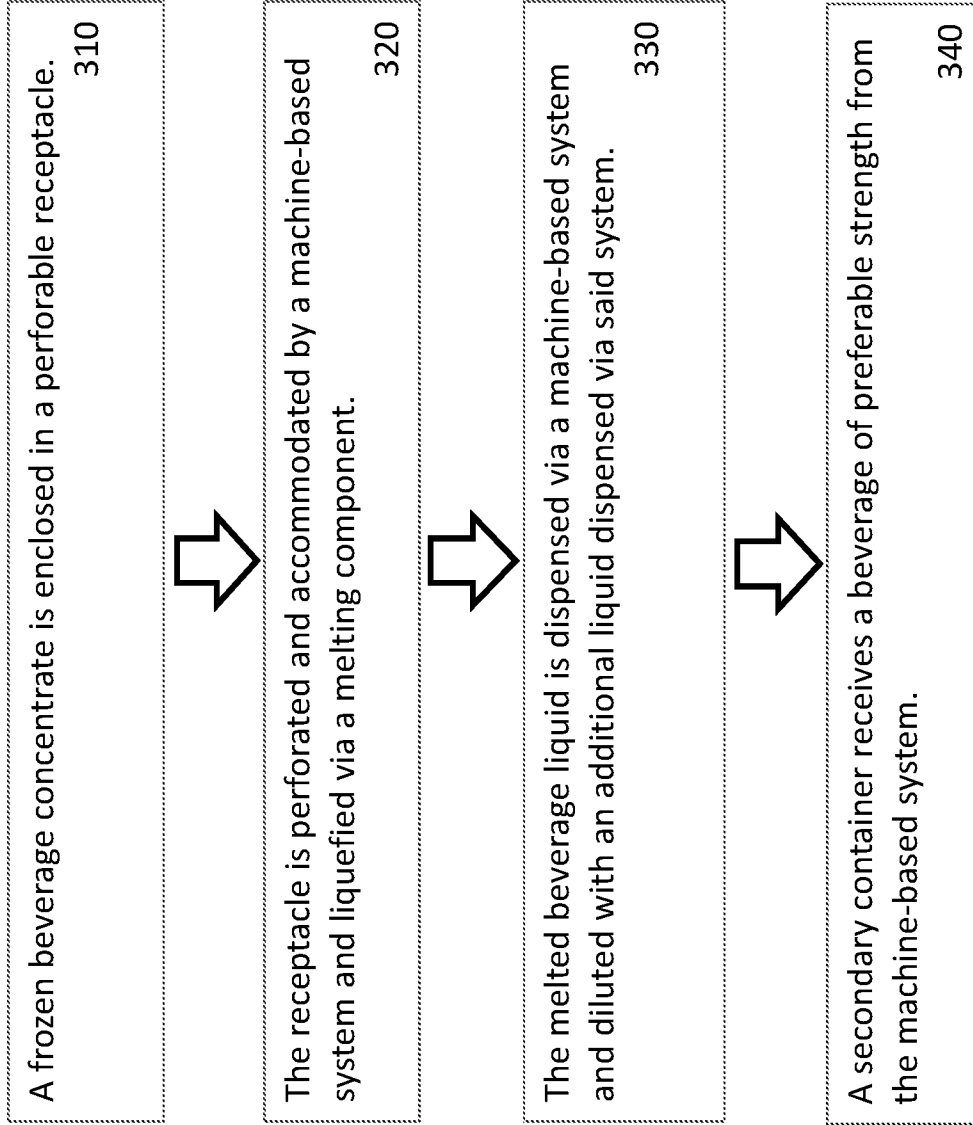 A frozen beverage concentrate is enclosed in a perforable receptacle.
310
The receptacle is perforated and accommodated by a machine-based
system and liquefied via a melting component.
320
The melted beverage liquid is dispensed via a machine-based system
and diluted with an additional liquid dispensed via said system.
330
A secondary container receives a beverage of preferable strength from
the machine-based system.
340